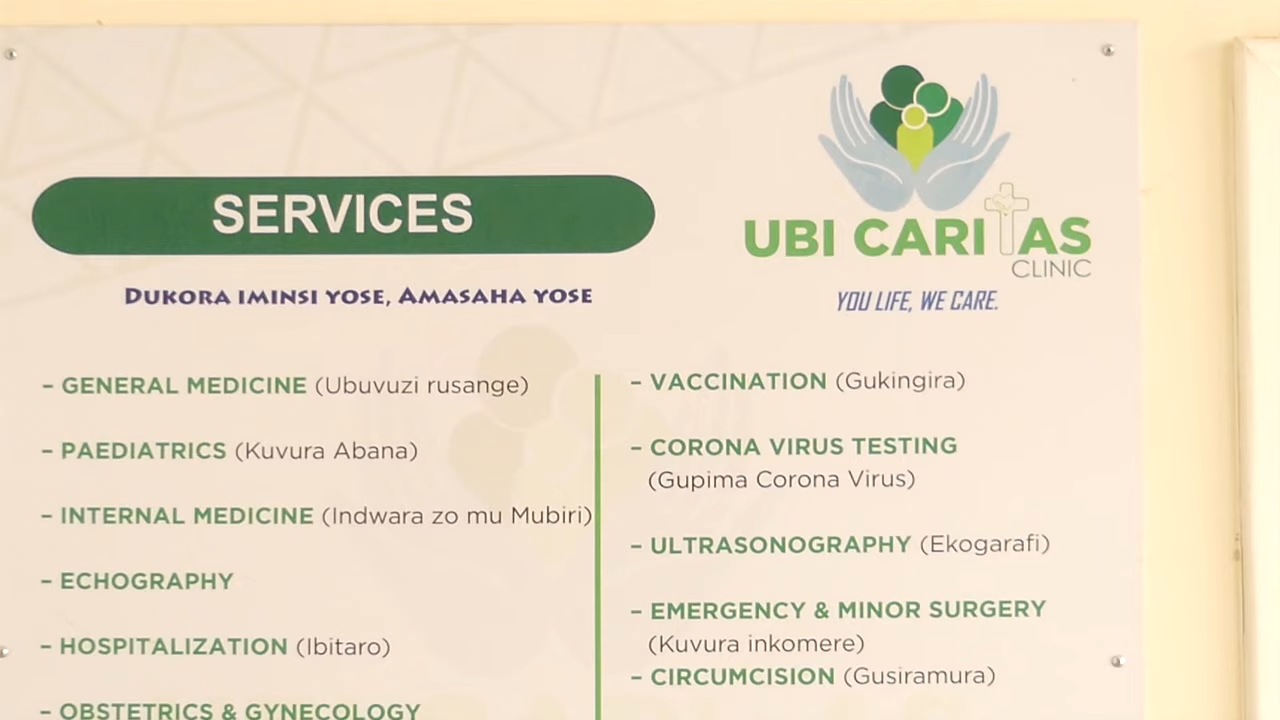 SERVICES
DUKORA IMINSI YOSE, AMASAHA YOSE
UBI CARITAS
CLINIC
YOU LIFE, WE CARE.
– GENERAL MEDICINE (Ubuvuzi rusange)
– PAEDIATRICS (Kuvura Abana)
– INTERNAL MEDICINE (Indwara zo mu Mubiri)
– ECHOGRAPHY
– HOSPITALIZATION (Ibitaro)
– OBSTETRICS & GYNECOLOGY
– VACCINATION (Gukingira)
– CORONA VIRUS TESTING
(Gupima Corona Virus)
– ULTRASONOGRAPHY (Ekogarafi)
– EMERGENCY & MINOR SURGERY
(Kuvura inkomere)
– CIRCUMCISION (Gusiramura)